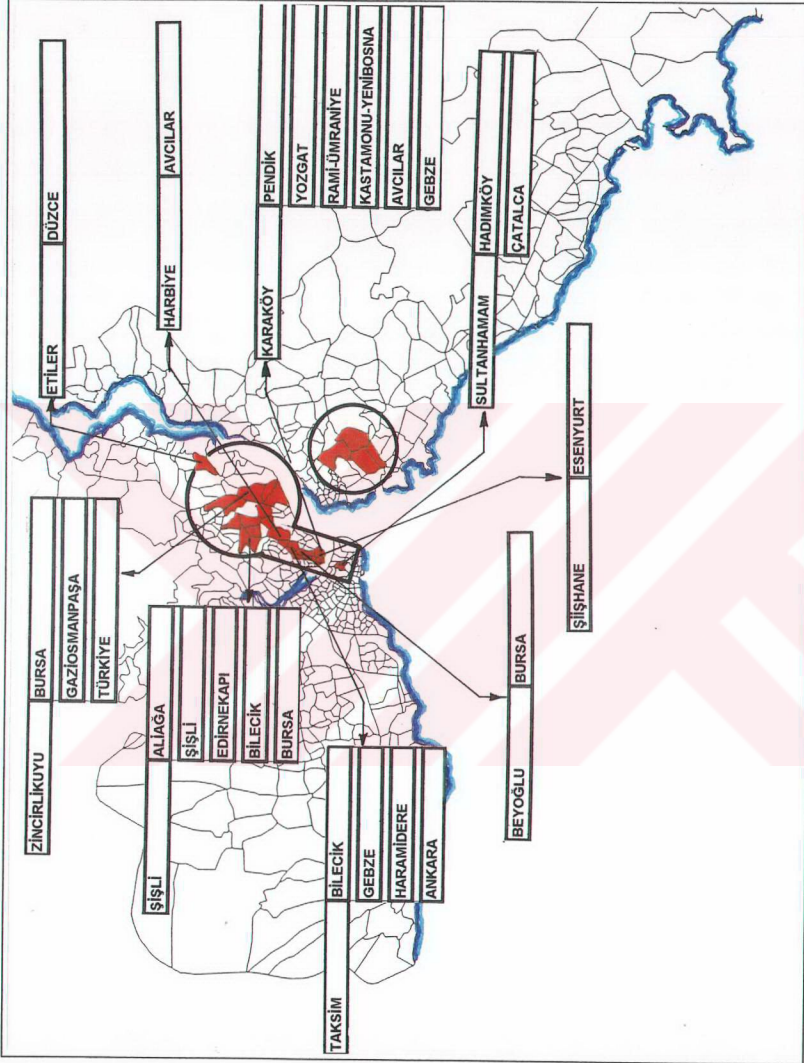 ZİNCİRLİKUYU BURSA
GAZİOSMANPAŞA
TÜRKİYE
ETİLER DÜZCE
ŞİŞLİ ALİAĞA
ŞİŞLİ
EDİRNEKAPI
BİLECİK
BURSA
HARBİYE AVCILAR
KARAKÖY PENDİK
YOZGAT
RAMİ-ÜMRANİYE
KASTAMONU-YENİBOSNA
AVCILAR
GEBZE
TAKSİM BİLECİK
GEBZE
HARAMİDERE
ANKARA
SULTANHAMAM HADIMKÖY
ÇATALCA
BEYOĞLU BURSA
ŞIİŞHANE ESENYURT